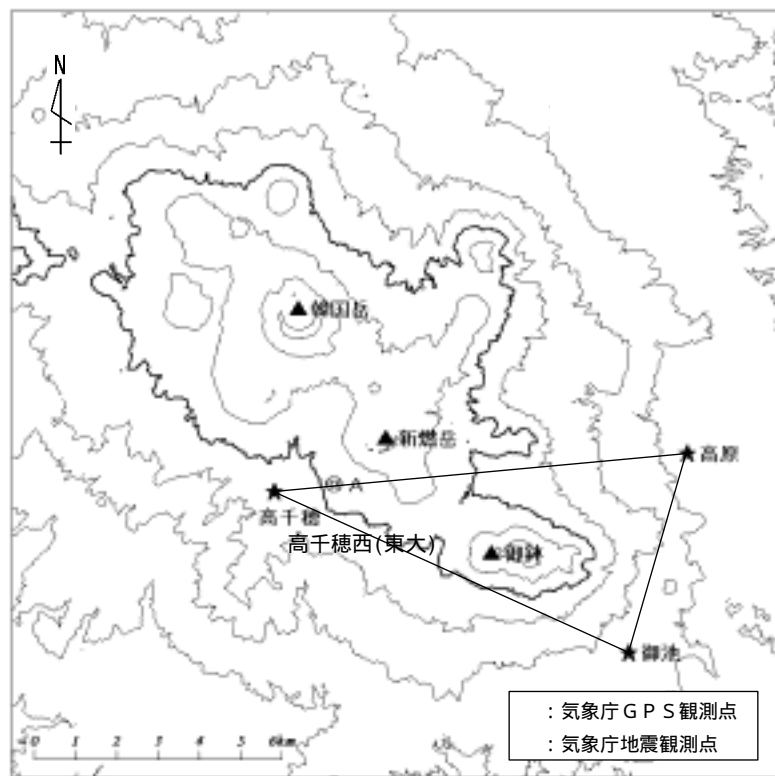 N
韓国岳
新燃岳
高原
A
高千穂
高千穂西(東大)
御鉢
御池
：気象庁ＧＰＳ観測点
：気象庁地震観測点
0 1 2 3 4 5 6km